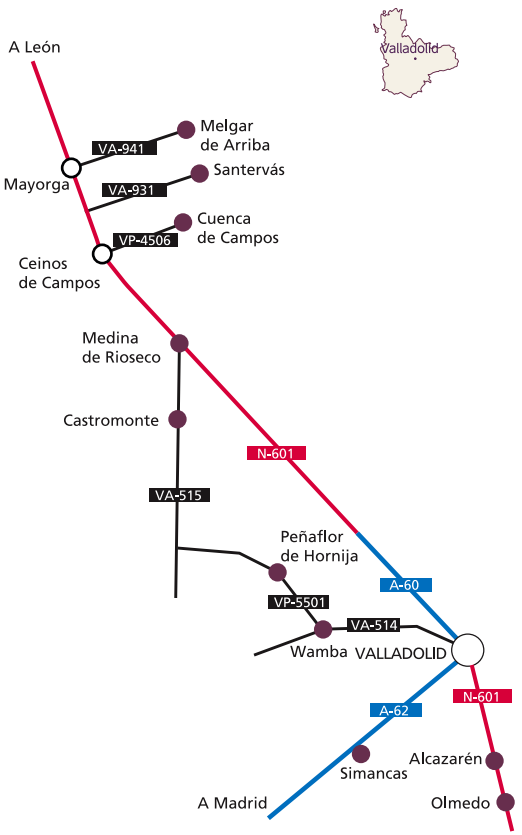 A León
Valladolid
Melgar
de Arriba
VA-941
Mayorga
Santervás
VA-931
Cuenca
de Campos
VP-4506
Ceinos
de Campos
Medina
de Rioseco
Castromonte
N-601
VA-515
Peñaflor
de Hornija
A-60
VP-5501
VA-514
Wamba
VALLADOLID
N-601
A-62
Alcazarén
Simancas
A Madrid
Olmedo